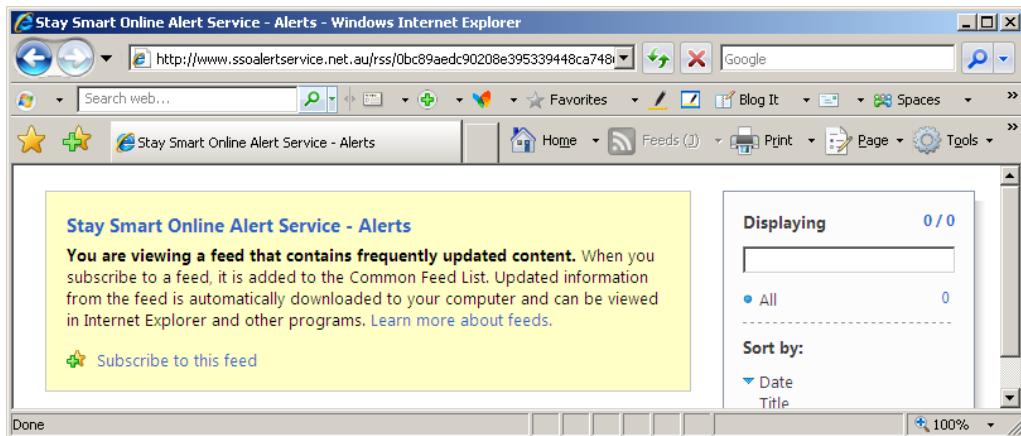 Stay Smart Online Alert Service - Alerts - Windows Internet Explorer
http://www.ssoalertservice.net.au/rss/0bc89aedc90208e395339448ca748 Google
Search web... Favorites Blog It Spaces »
Stay Smart Online Alert Service - Alerts Home Feeds (J) Print Page Tools »
Stay Smart Online Alert Service - Alerts
You are viewing a feed that contains frequently updated content. When you
subscribe to a feed, it is added to the Common Feed List. Updated information
from the feed is automatically downloaded to your computer and can be viewed
in Internet Explorer and other programs. Learn more about feeds.
Subscribe to this feed
Displaying 0 / 0
All 0
Sort by:
Date
Title
Done 100%